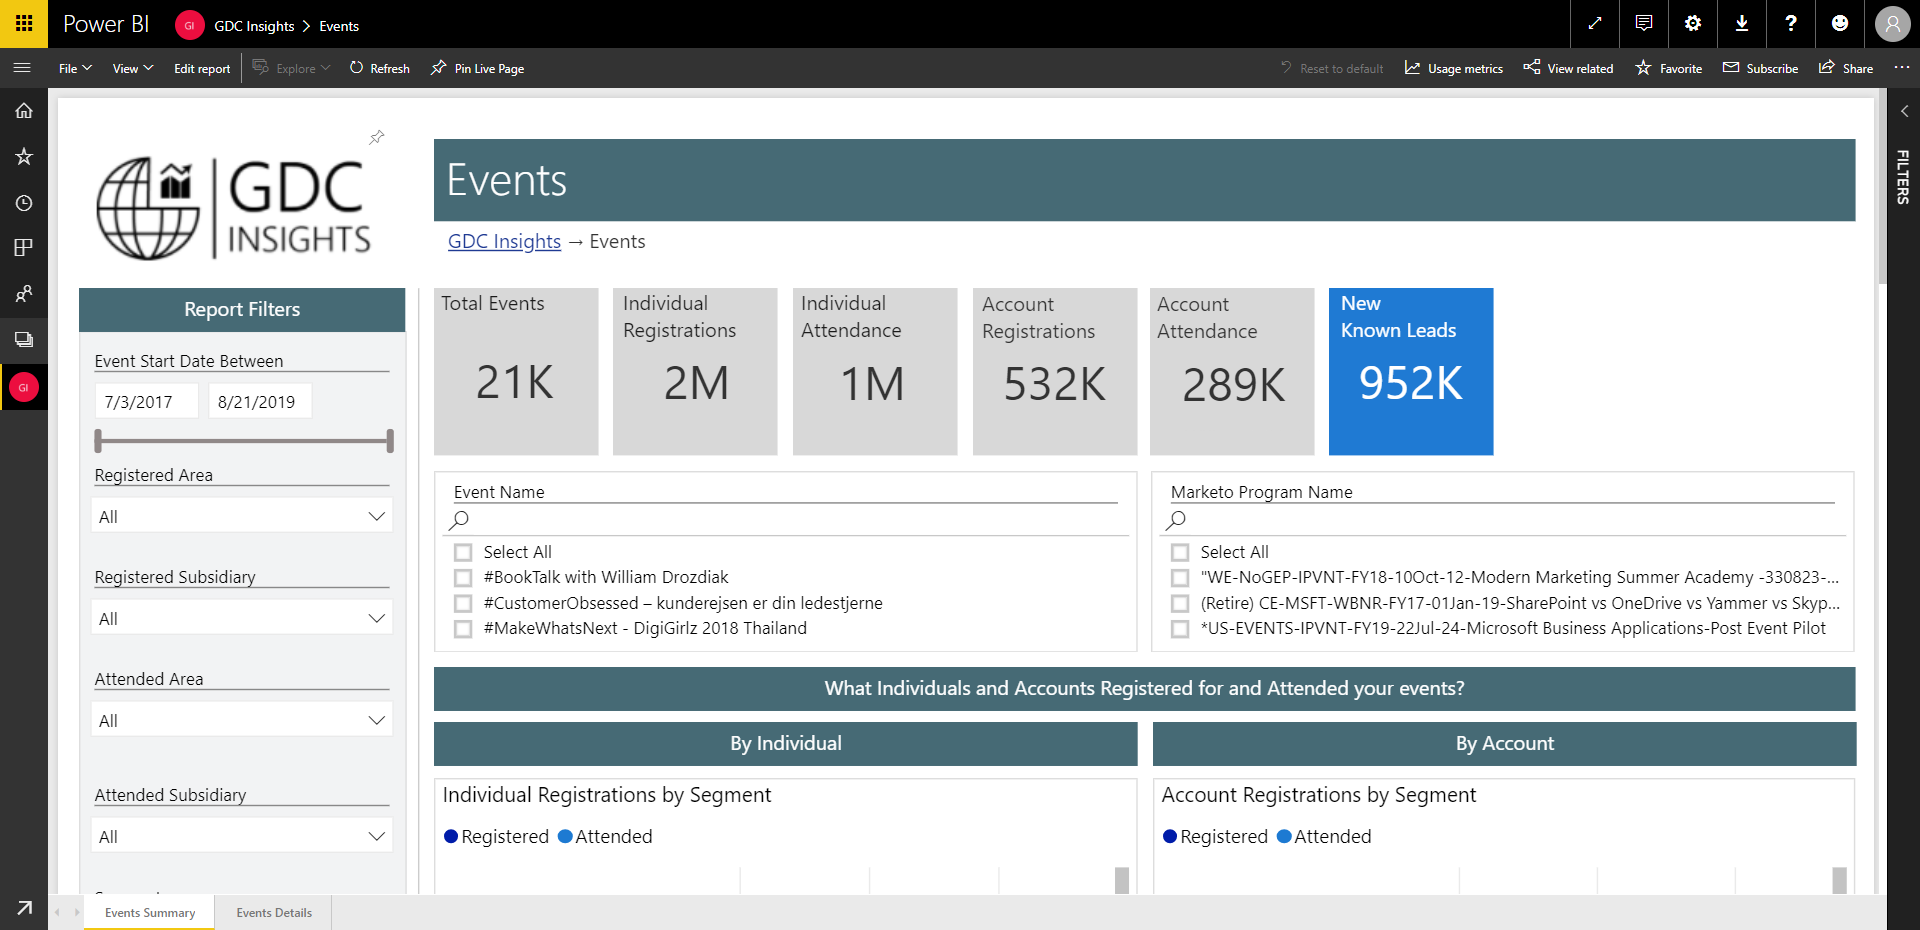 Power BI
GI
GDC Insights > Events
File
View
Edit report
Explore
Refresh
Pin Live Page
Reset to default
Usage metrics
View related
Favorite
Subscribe
Share
GDC
INSIGHTS
Events
GDC Insights → Events
FILTERS
Report Filters
Event Start Date Between
7/3/2017
8/21/2019
Registered Area
All
Registered Subsidiary
All
Attended Area
All
Attended Subsidiary
All
GI
Total Events
21K
Individual
Registrations
2M
Individual
Attendance
1M
Account
Registrations
532K
Account
Attendance
289K
New
Known Leads
952K
Event Name
Select All
#BookTalk with William Drozdiak
#CustomerObsessed – kunderejsen er din ledestjerne
#MakeWhatsNext - DigiGirlz 2018 Thailand
Marketo Program Name
Select All
"WE-NoGEP-IPVNT-FY18-10Oct-12-Modern Marketing Summer Academy -330823-...
(Retire) CE-MSFT-WBNR-FY17-01Jan-19-SharePoint vs OneDrive vs Yammer vs Skyp...
*US-EVENTS-IPVNT-FY19-22Jul-24-Microsoft Business Applications-Post Event Pilot
What Individuals and Accounts Registered for and Attended your events?
By Individual
By Account
Individual Registrations by Segment
Registered Attended
Account Registrations by Segment
Registered Attended
Events Summary
Events Details